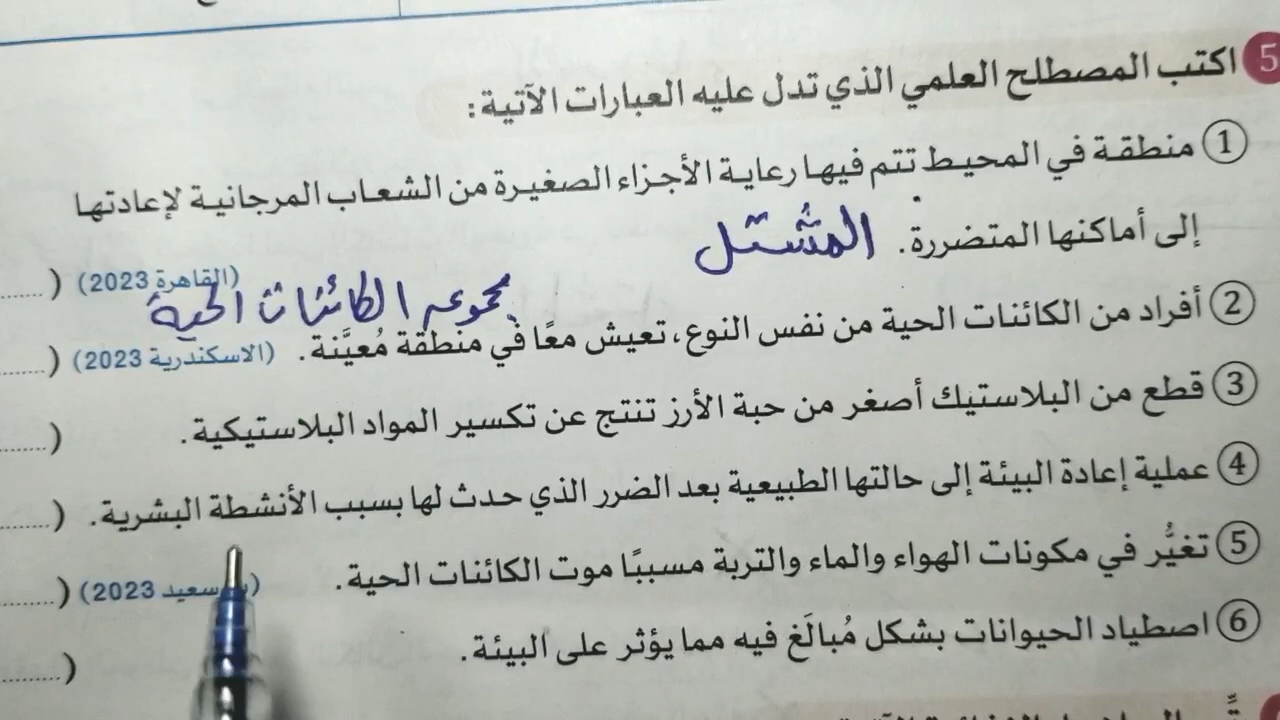 5 اكتب المصطلح العلمي الذي تدل عليه العبارات الآتية :
1 منطقة في المحيط تتم فيها رعاية الأجزاء الصغيرة من الشعاب المرجانية لإعادتها
إلى أماكنها المتضررة. المشتل
(القاهرة 2023) (............
مجموعه الكائنات الحية
2 أفراد من الكائنات الحية من نفس النوع، تعيش معًا في منطقة مُعيَّنة. (الاسكندرية 2023) (............
3 قطع من البلاستيك أصغر من حبة الأرز تنتج عن تكسير المواد البلاستيكية. (............
4 عملية إعادة البيئة إلى حالتها الطبيعية بعد الضرر الذي حدث لها بسبب الأنشطة البشرية. (............
5 تغيُّر في مكونات الهواء والماء والتربة مسببًا موت الكائنات الحية. سعيد 2023) (............
6 اصطياد الحيوانات بشكل مُبالَغ فيه مما يؤثر على البيئة. (............